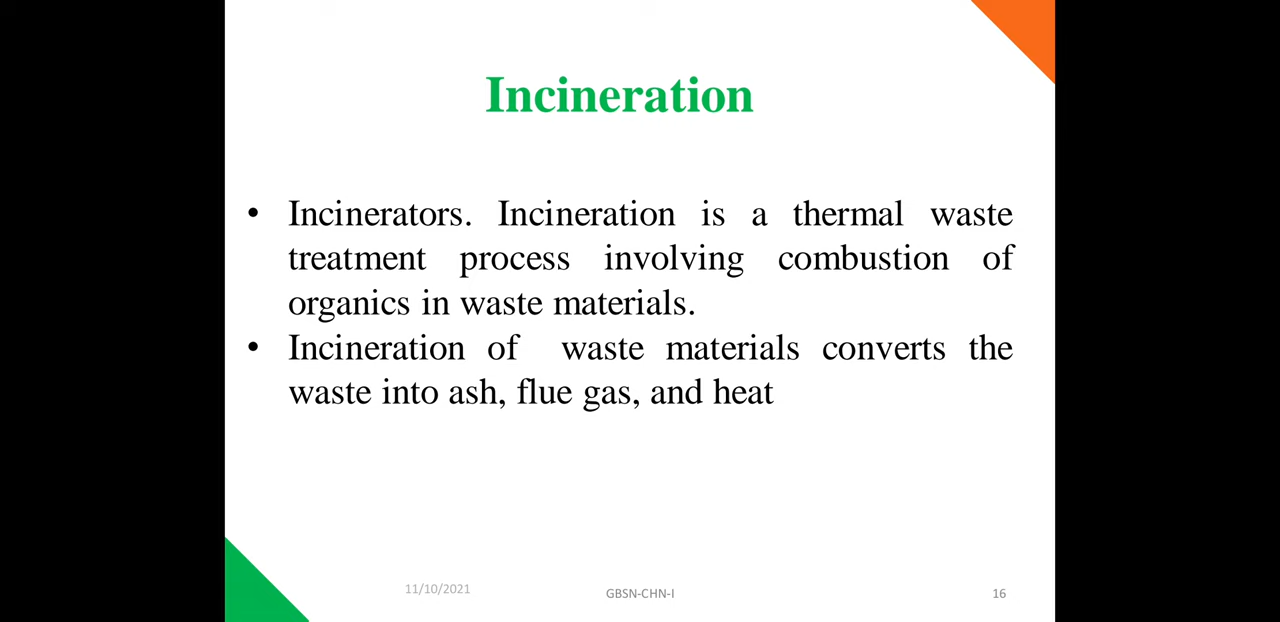 Incineration
• Incinerators. Incineration is a thermal waste
treatment process involving combustion of
organics in waste materials.
• Incineration of waste materials converts the
waste into ash, flue gas, and heat
11/10/2021
GBSN-CHN-I
16